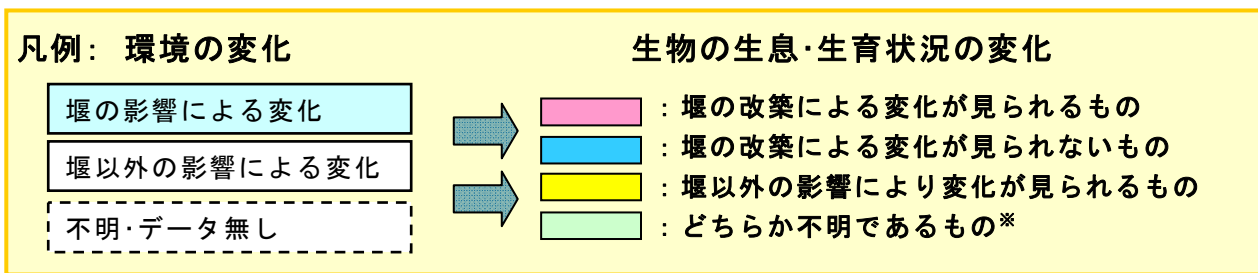 凡例： 環境の変化
堰の影響による変化
堰以外の影響による変化
不明･データ無し
生物の生息･生育状況の変化
：堰の改築による変化が見られるもの
：堰の改築による変化が見られないもの
：堰以外の影響により変化が見られるもの
：どちらか不明であるもの※